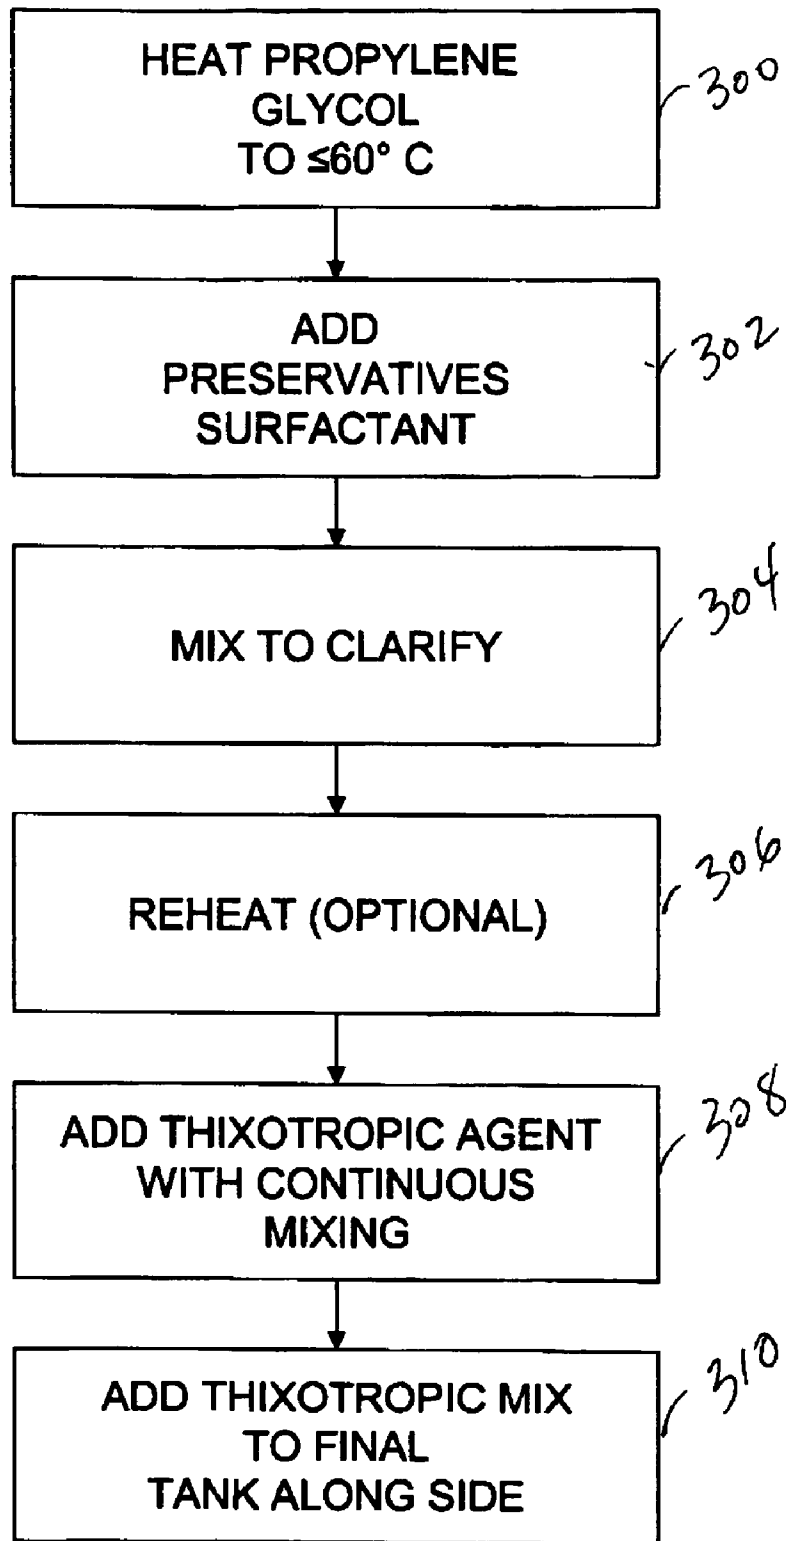 HEAT PROPYLENE
GLYCOL
TO ≤60° C
300
ADD
PRESERVATIVES
SURFACTANT
302
MIX TO CLARIFY
304
REHEAT (OPTIONAL)
306
ADD THIXOTROPIC AGENT
WITH CONTINUOUS
MIXING
308
ADD THIXOTROPIC MIX
TO FINAL
TANK ALONG SIDE
310